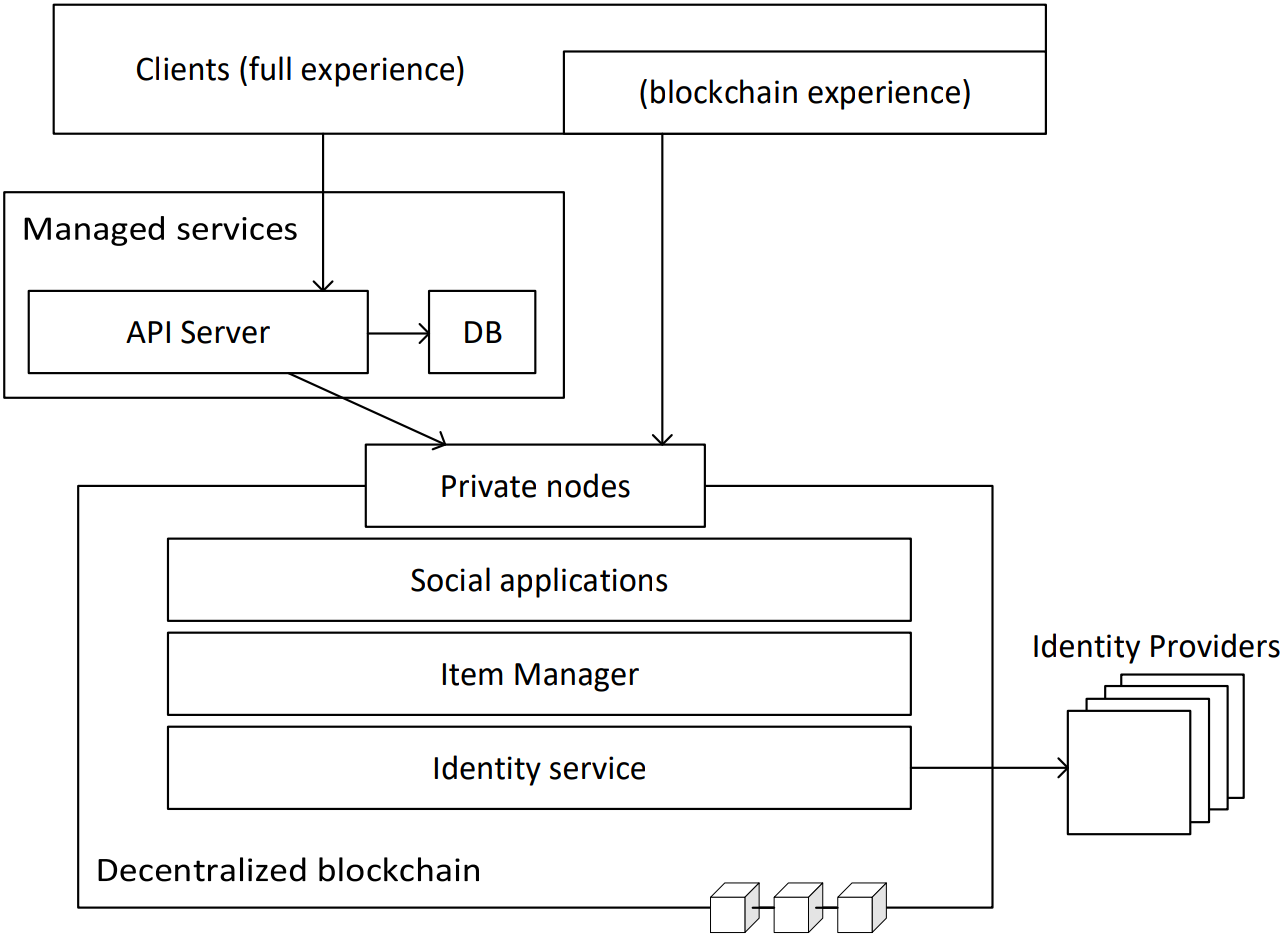 Clients (full experience)
(blockchain experience)
Managed services
API Server
DB
Private nodes
Social applications
Item Manager
Identity service
Identity Providers
Decentralized blockchain